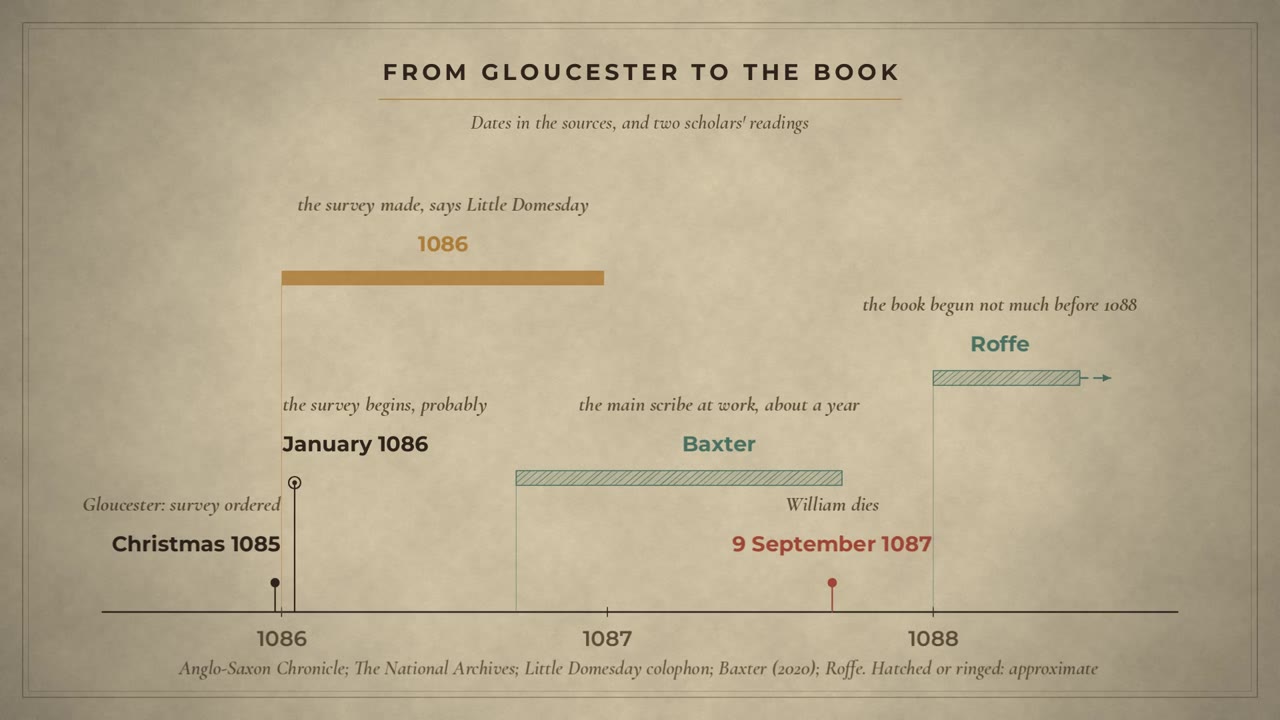 FROM GLOUCESTER TO THE BOOK
Dates in the sources, and two scholars' readings
the survey made, says Little Domesday
1086
the book begun not much before 1088
Roffe
the survey begins, probably
January 1086
the main scribe at work, about a year
Baxter
Gloucester: survey ordered
Christmas 1085
William dies
9 September 1087
1086
1087
1088
Anglo-Saxon Chronicle; The National Archives; Little Domesday colophon; Baxter (2020); Roffe. Hatched or ringed: approximate